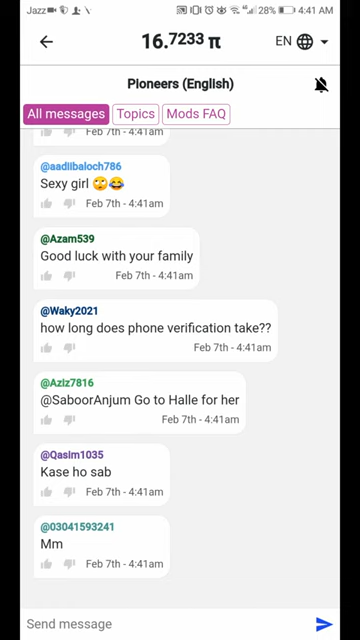 Jazz
28% 4:41 AM
16.7233 π
EN
Pioneers (English)
All messages
Topics
Mods FAQ
Feb 7th - 4:41am
@aadilbaloch786
Sexy girl 🙄😂
Feb 7th - 4:41am
@Azam539
Good luck with your family
Feb 7th - 4:41am
@Waky2021
how long does phone verification take??
Feb 7th - 4:41am
@Aziz7816
@SaboorAnjum Go to Halle for her
Feb 7th - 4:41am
@Qasim1035
Kase ho sab
Feb 7th - 4:41am
@03041593241
Mm
Feb 7th - 4:41am
Send message